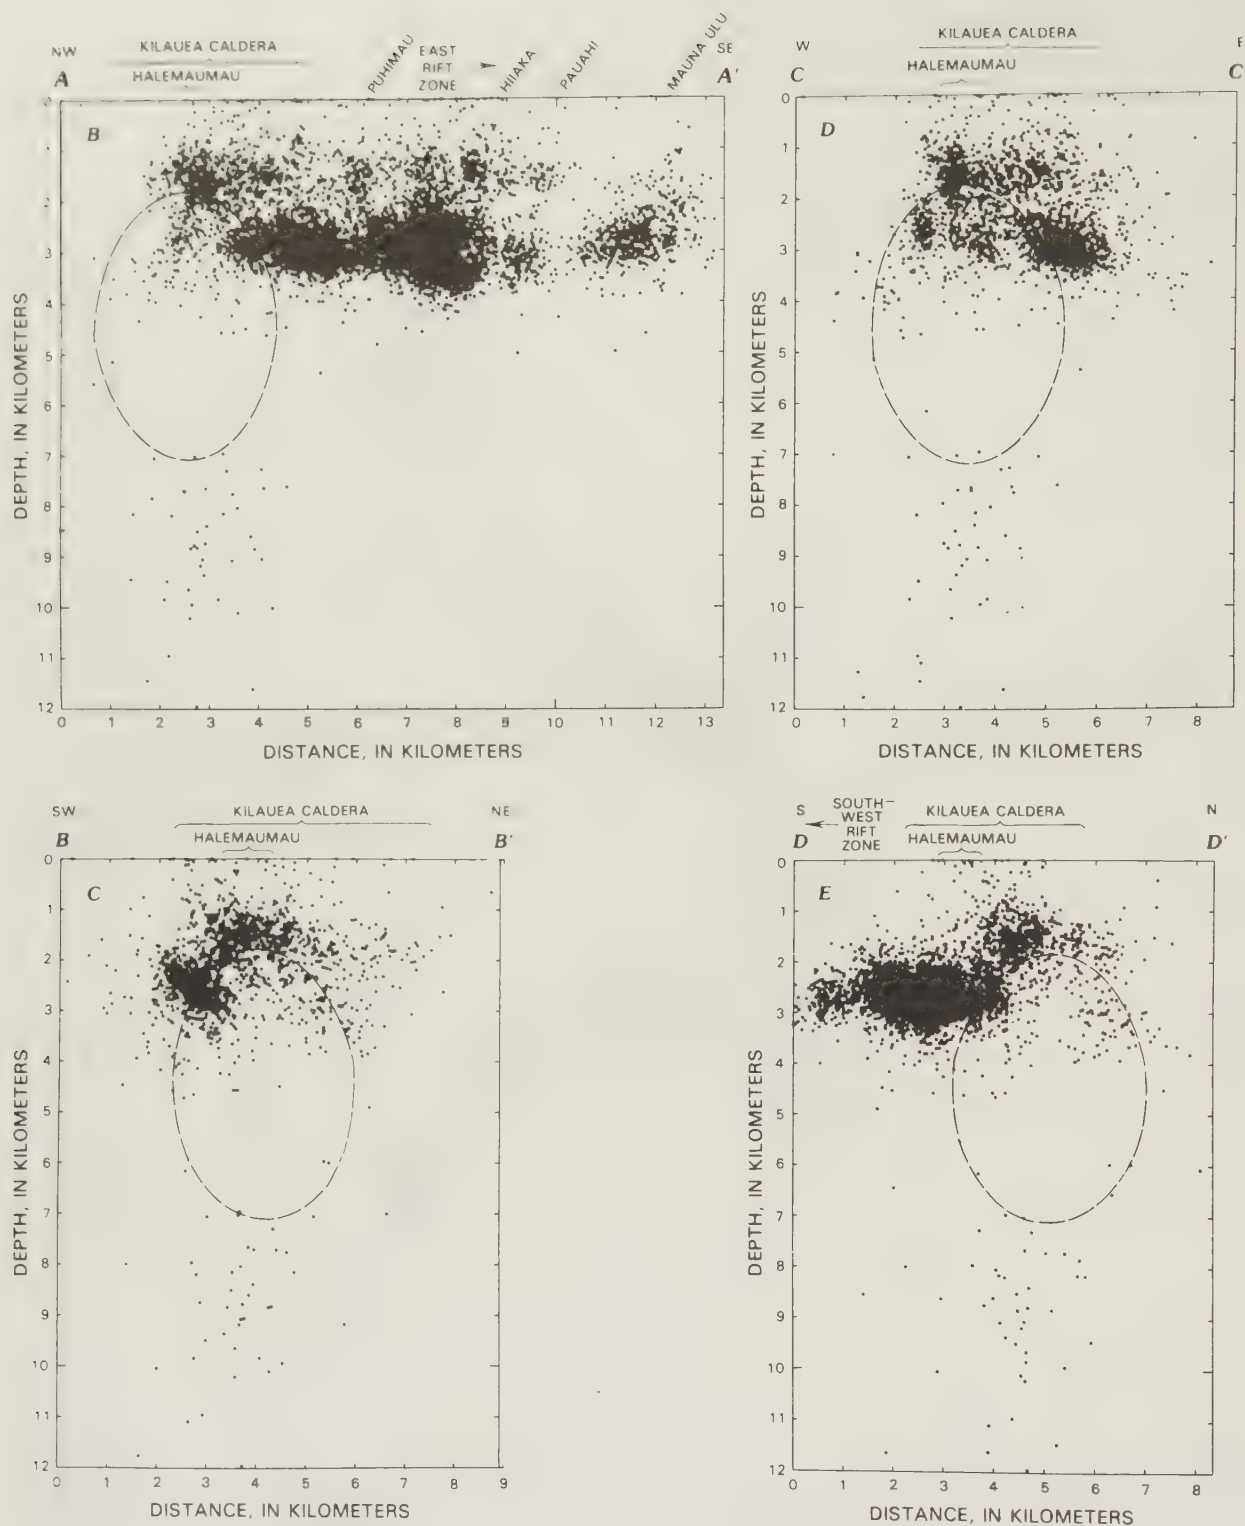 NW
KILAUEA CALDERA
HALEMAUMAU
PUHIMAU
EAST
RIFT
ZONE
HIIAKA
PAUAHI
MAUNA ULU
SE
A
A'
B
DEPTH, IN KILOMETERS
1
2
3
4
5
6
7
8
9
10
11
12
0 1 2 3 4 5 6 7 8 9 10 11 12 13
DISTANCE, IN KILOMETERS
W
KILAUEA CALDERA
HALEMAUMAU
C
C
D
DEPTH, IN KILOMETERS
0
1
2
3
4
5
6
7
8
9
10
11
12
0 1 2 3 4 5 6 7 8
DISTANCE, IN KILOMETERS
SW
KILAUEA CALDERA
NE
HALEMAUMAU
B
B'
C
DEPTH, IN KILOMETERS
0
1
2
3
4
5
6
7
8
9
10
11
12
0 1 2 3 4 5 6 7 8 9
DISTANCE, IN KILOMETERS
S
SOUTH-
WEST
RIFT
ZONE
KILAUEA CALDERA
HALEMAUMAU
N
D
D'
E
DEPTH, IN KILOMETERS
0
1
2
3
4
5
6
7
8
9
10
11
12
0 1 2 3 4 5 6 7 8
DISTANCE, IN KILOMETERS